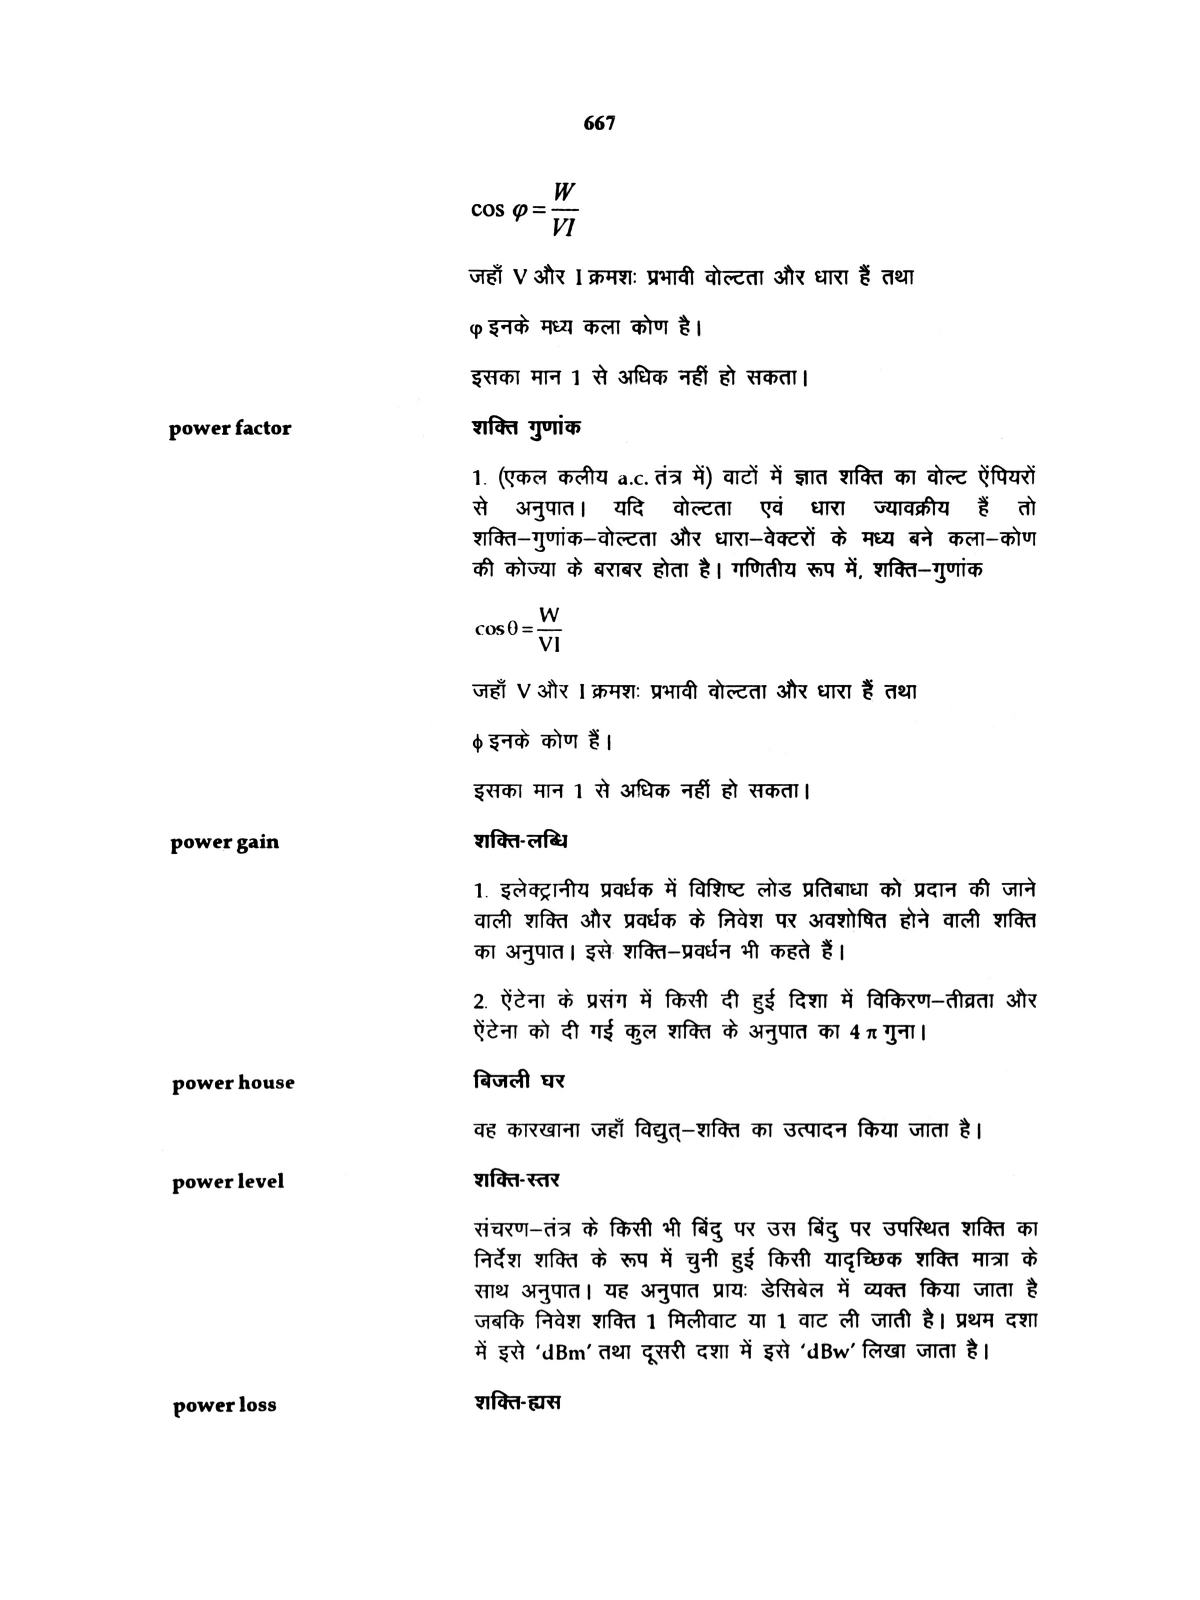 667
cos φ = W / VI
जहाँ V और I क्रमशः प्रभावी वोल्टता और धारा हैं तथा
φ इनके मध्य कला कोण है।
इसका मान 1 से अधिक नहीं हो सकता।
power factor शक्ति गुणांक
1. (एकल कलीय a.c. तंत्र में) वाटों में ज्ञात शक्ति का वोल्ट ऐंपियरों
से अनुपात। यदि वोल्टता एवं धारा ज्यावक्रीय हैं तो
शक्ति–गुणांक–वोल्टता और धारा–वेक्टरों के मध्य बने कला–कोण
की कोज्या के बराबर होता है। गणितीय रूप में, शक्ति–गुणांक
cosθ = W / VI
जहाँ V और I क्रमशः प्रभावी वोल्टता और धारा हैं तथा
ϕ इनके कोण हैं।
इसका मान 1 से अधिक नहीं हो सकता।
power gain शक्ति-लब्धि
1. इलेक्ट्रानीय प्रवर्धक में विशिष्ट लोड प्रतिबाधा को प्रदान की जाने
वाली शक्ति और प्रवर्धक के निवेश पर अवशोषित होने वाली शक्ति
का अनुपात। इसे शक्ति–प्रवर्धन भी कहते हैं।
2. ऐंटेना के प्रसंग में किसी दी हुई दिशा में विकिरण–तीव्रता और
ऐंटेना को दी गई कुल शक्ति के अनुपात का 4 π गुना।
power house बिजली घर
वह कारखाना जहाँ विद्युत्–शक्ति का उत्पादन किया जाता है।
power level शक्ति-स्तर
संचरण–तंत्र के किसी भी बिंदु पर उस बिंदु पर उपस्थित शक्ति का
निर्देश शक्ति के रूप में चुनी हुई किसी यादृच्छिक शक्ति मात्रा के
साथ अनुपात। यह अनुपात प्रायः डेसिबेल में व्यक्त किया जाता है
जबकि निवेश शक्ति 1 मिलीवाट या 1 वाट ली जाती है। प्रथम दशा
में इसे ‘dBm’ तथा दूसरी दशा में इसे ‘dBw’ लिखा जाता है।
power loss शक्ति-ह्यस